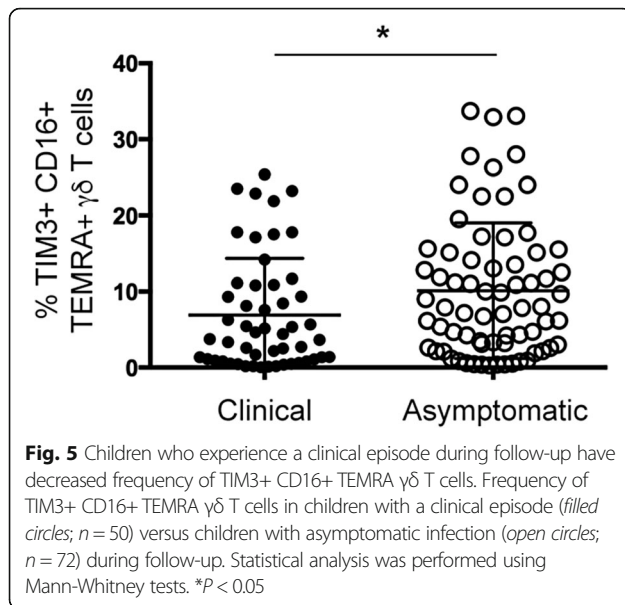 *
40
30
20
10
0
% TIM3+ CD16+
TEMRA+ γδ T cells
Clinical
Asymptomatic
Fig. 5 Children who experience a clinical episode during follow-up have
decreased frequency of TIM3+ CD16+ TEMRA γδ T cells. Frequency of
TIM3+ CD16+ TEMRA γδ T cells in children with a clinical episode (filled
circles; n = 50) versus children with asymptomatic infection (open circles;
n = 72) during follow-up. Statistical analysis was performed using
Mann-Whitney tests. *P < 0.05